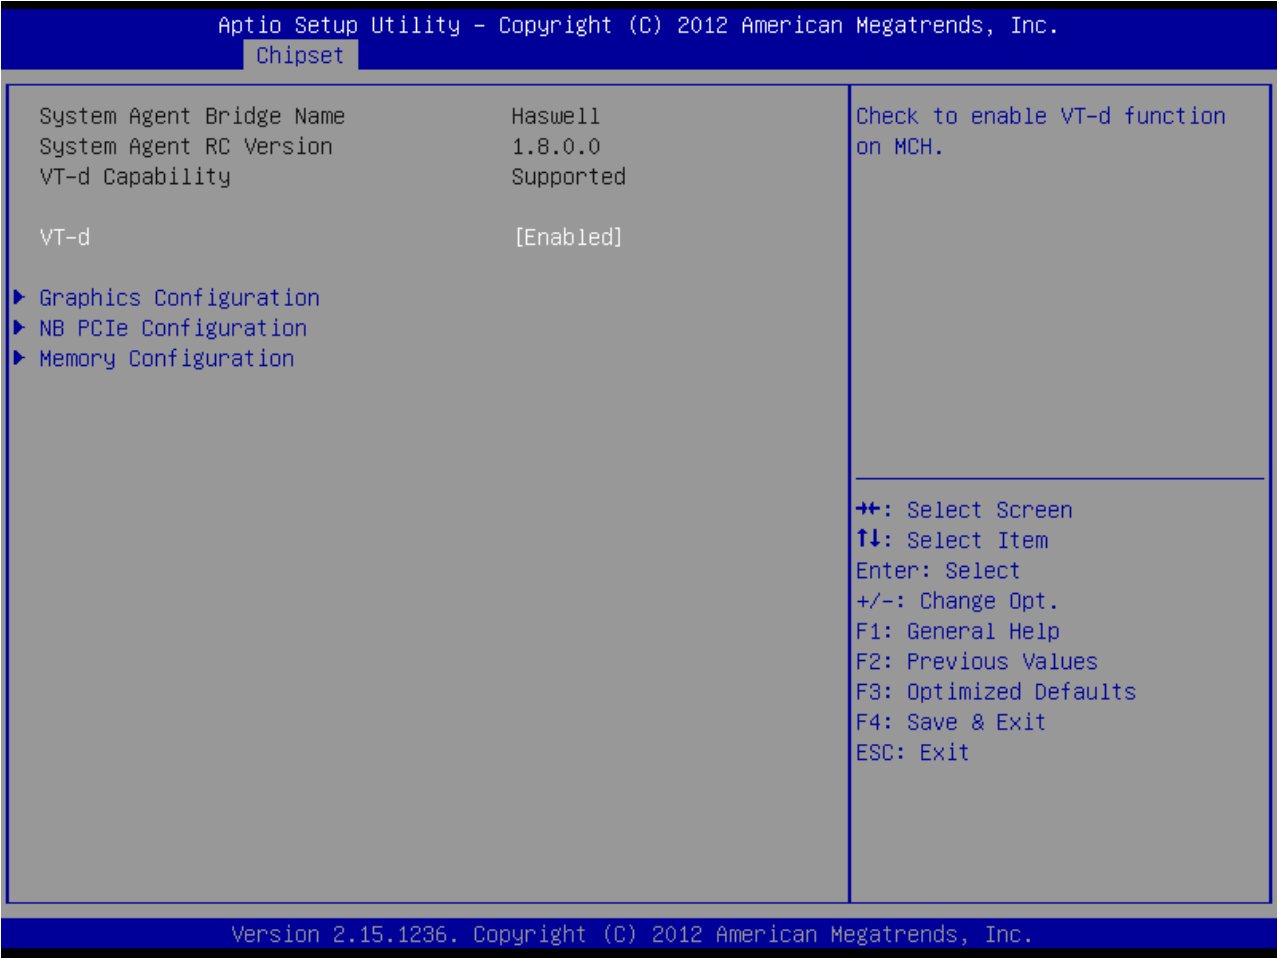 Aptio Setup Utility – Copyright (C) 2012 American Megatrends, Inc.
Chipset
System Agent Bridge Name Haswell
System Agent RC Version 1.8.0.0
VT-d Capability Supported
VT-d [Enabled]
Graphics Configuration
NB PCIe Configuration
Memory Configuration
Check to enable VT-d function
on MCH.
→←: Select Screen
↑↓: Select Item
Enter: Select
+/-: Change Opt.
F1: General Help
F2: Previous Values
F3: Optimized Defaults
F4: Save & Exit
ESC: Exit
Version 2.15.1236. Copyright (C) 2012 American Megatrends, Inc.